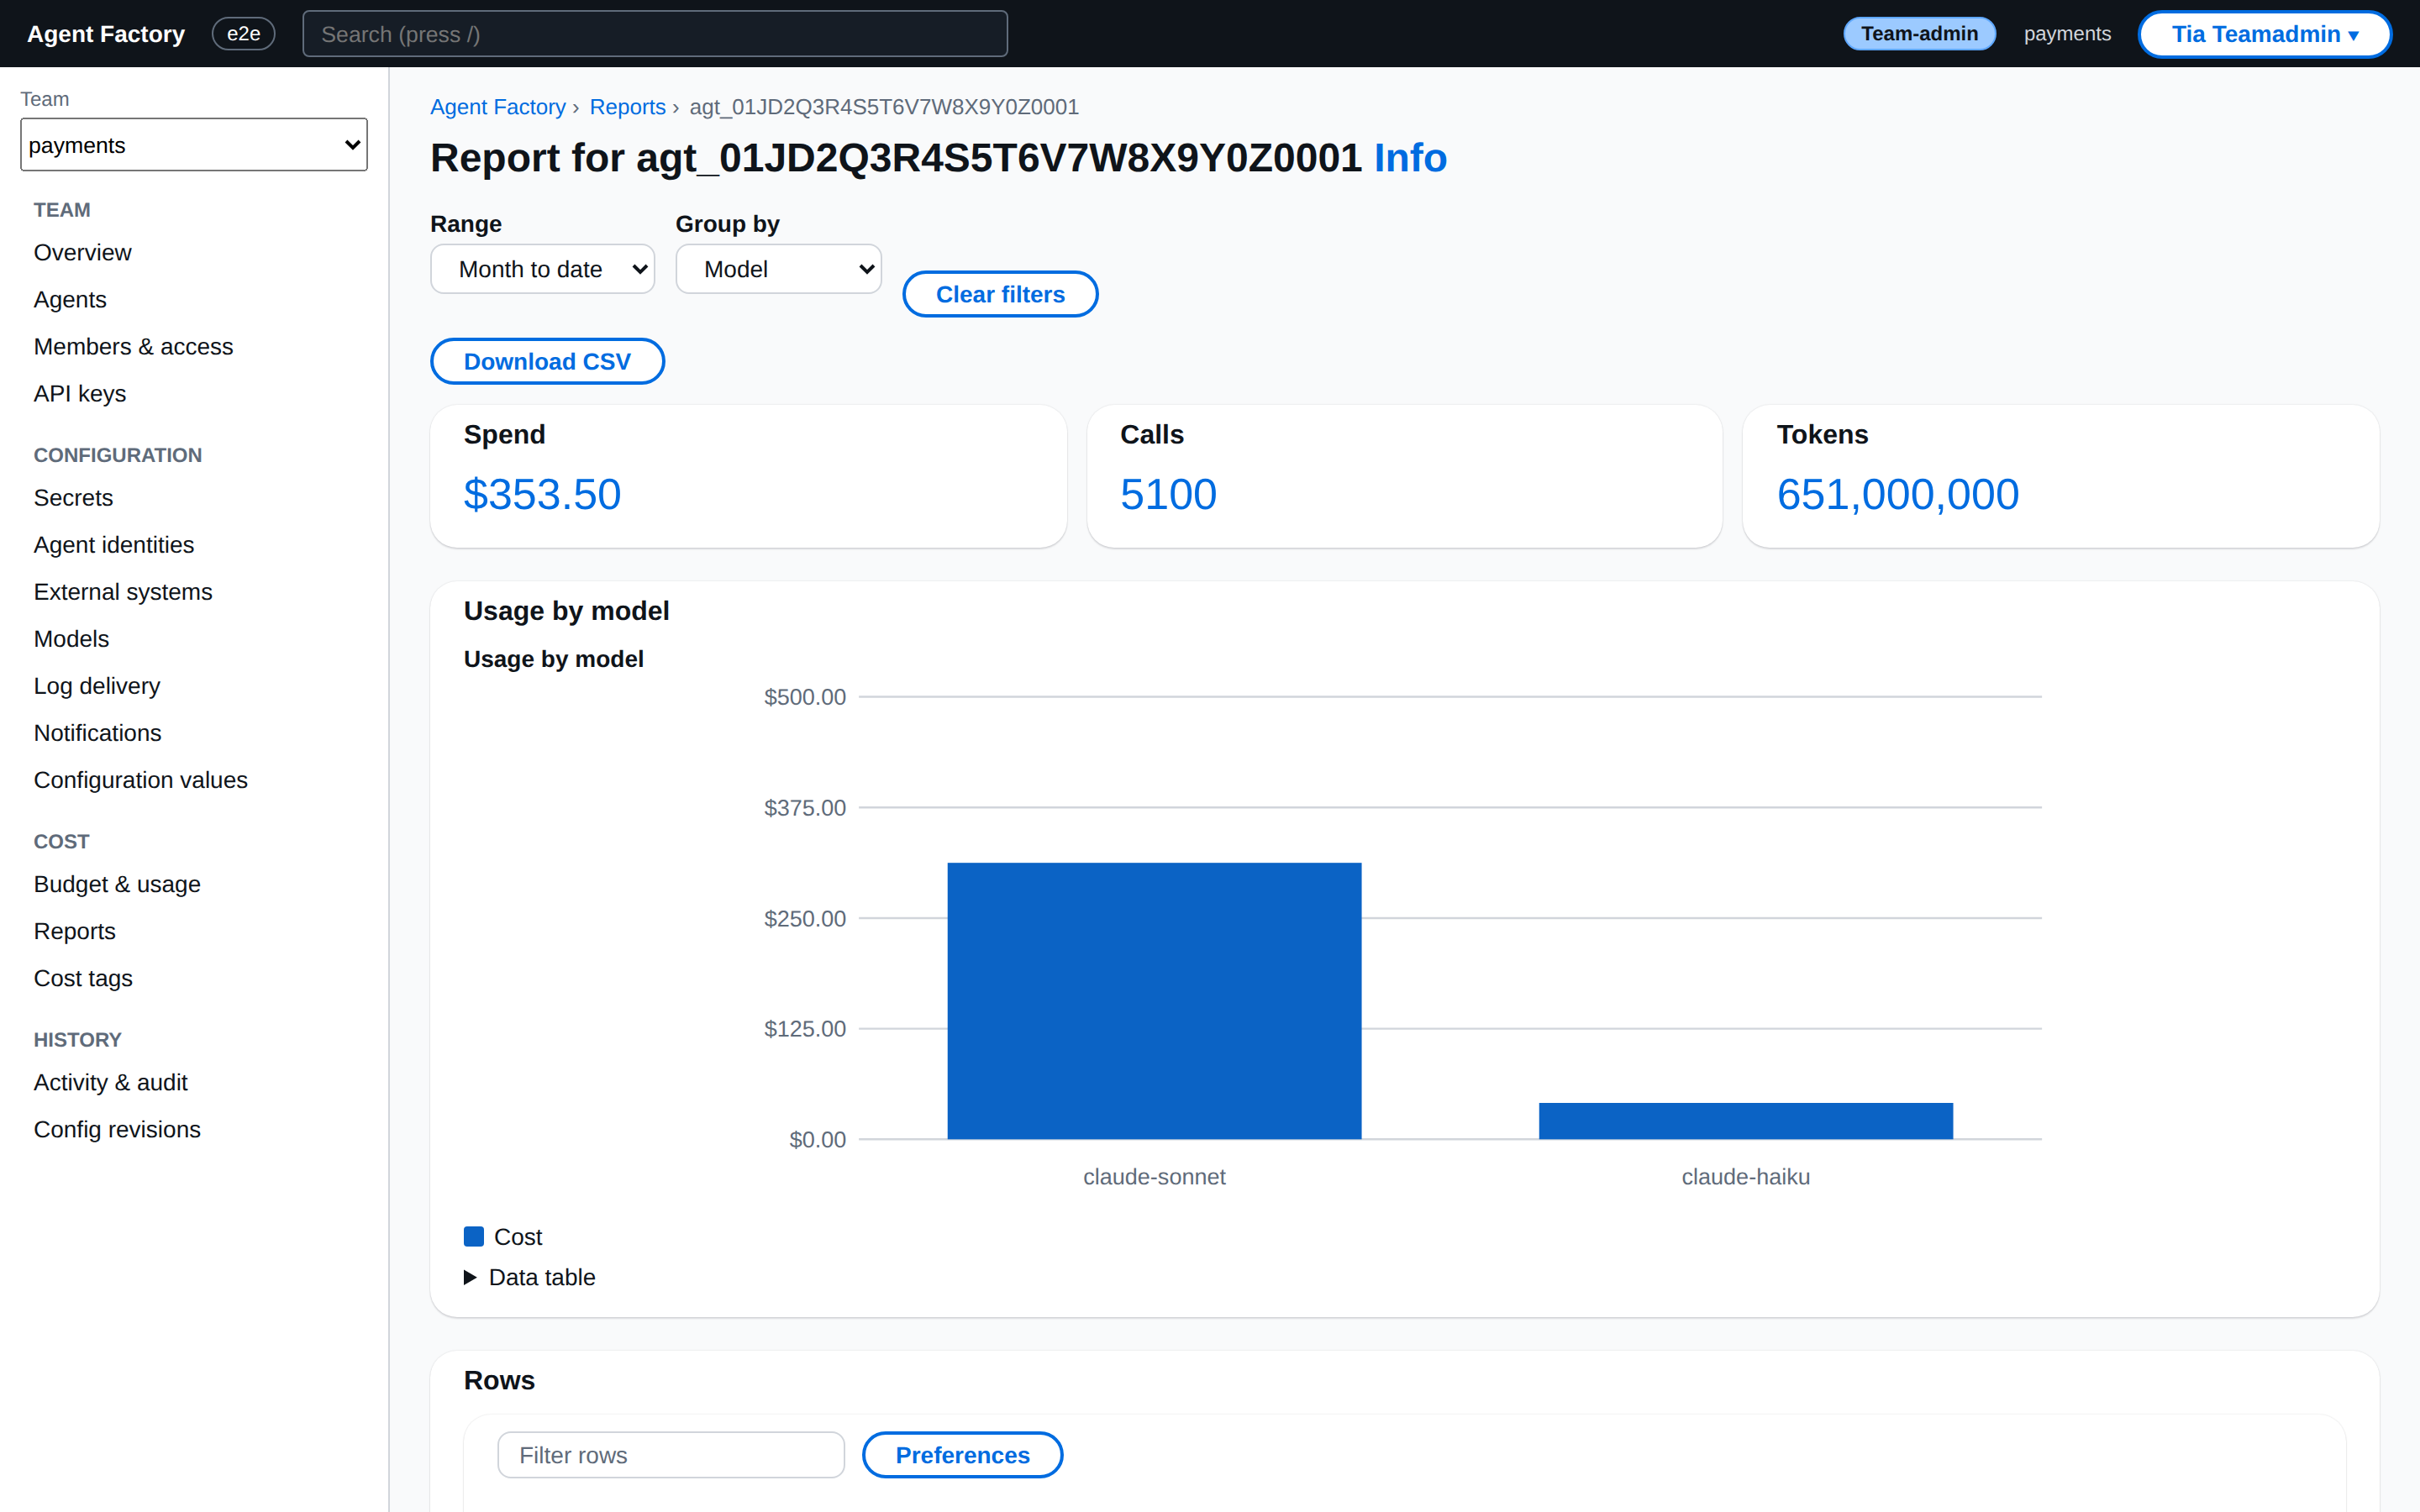 Agent Factory e2e Search (press /) Team-admin payments Tia Teamadmin ▾
Team
payments
TEAM
Overview
Agents
Members & access
API keys
CONFIGURATION
Secrets
Agent identities
External systems
Models
Log delivery
Notifications
Configuration values
COST
Budget & usage
Reports
Cost tags
HISTORY
Activity & audit
Config revisions
Agent Factory › Reports › agt_01JD2Q3R4S5T6V7W8X9Y0Z0001
Report for agt_01JD2Q3R4S5T6V7W8X9Y0Z0001 Info
Range Group by
Month to date Model
Clear filters
Download CSV
Spend Calls Tokens
$353.50 5100 651,000,000
Usage by model
Usage by model
$500.00
$375.00
$250.00
$125.00
$0.00
claude-sonnet claude-haiku
Cost
Data table
Rows
Filter rows Preferences